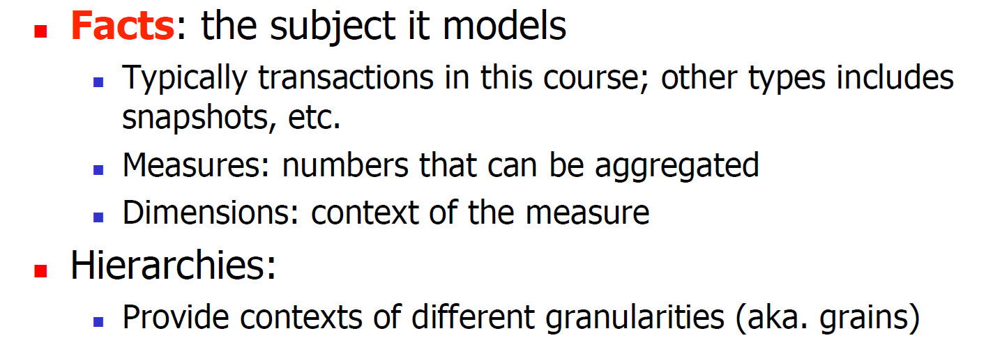 Facts: the subject it models
Typically transactions in this course; other types includes
snapshots, etc.
Measures: numbers that can be aggregated
Dimensions: context of the measure
Hierarchies:
Provide contexts of different granularities (aka. grains)